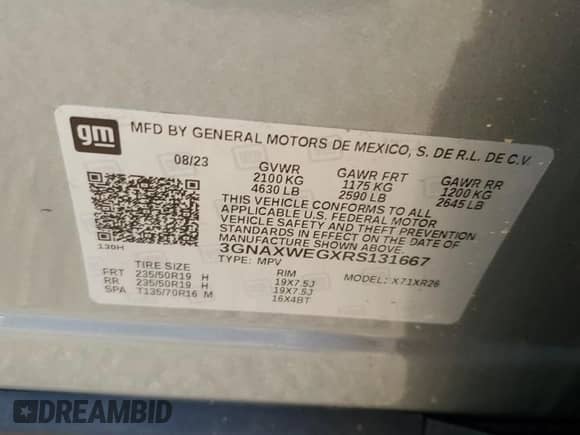 gm MFD BY GENERAL MOTORS DE MEXICO, S. DE R.L. DE C.V.
08/23 GVWR GAWR FRT GAWR RR
2100 KG 1175 KG 1200 KG
4630 LB 2590 LB 2645 LB
THIS VEHICLE CONFORMS TO ALL
APPLICABLE U.S. FEDERAL MOTOR
VEHICLE SAFETY AND THEFT PREVENTION
STANDARDS IN EFFECT ON THE DATE OF
MANUFACTURE SHOWN ABOVE.
3GNAXWEGXRS131667
130H TYPE: MPV MODEL: X71XR26
TIRE SIZE RIM
FRT 235/50R19 H 19X7.5J
RR 235/50R19 H 19X7.5J
SPA T135/70R16 M 16X4BT
DREAMBID